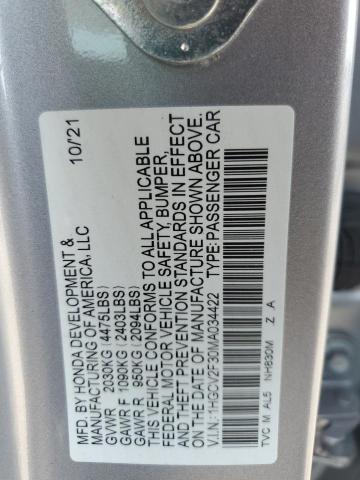 MFD. BY HONDA DEVELOPMENT & 10/21
MANUFACTURING OF AMERICA, LLC
GVWR 2030KG (4475LBS)
GAWR F 1090KG (2403LBS)
GAWR R 950KG (2094LBS)
THIS VEHICLE CONFORMS TO ALL APPLICABLE
FEDERAL MOTOR VEHICLE SAFETY, BUMPER,
AND THEFT PREVENTION STANDARDS IN EFFECT
ON THE DATE OF MANUFACTURE SHOWN ABOVE.
V.I.N.: 1HGCV2F30MA034422 TYPE: PASSENGER CAR
TVC M AL5 NH830M Z A